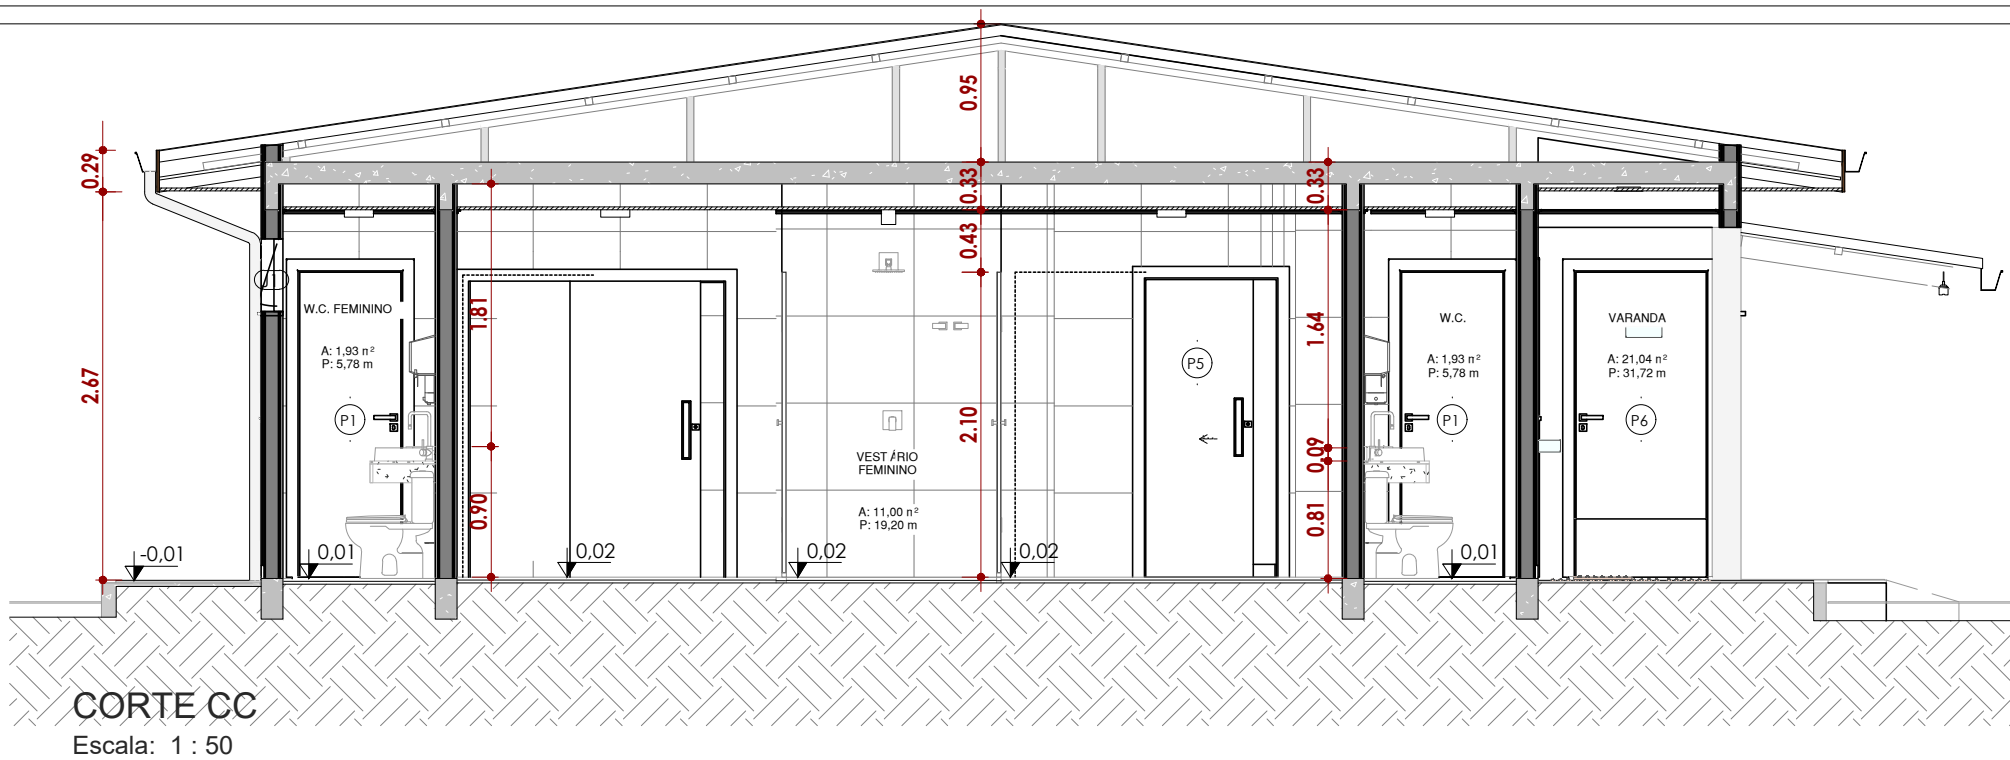 0.95
0.29
0.33
0.33
0.43
W.C. FEMININO
A: 1,93 m²
P: 5,78 m
P1
1.81
2.67
0.90
2.10
VESTÁRIO
FEMININO
A: 11,00 m²
P: 19,20 m
P5
1.64
0.09
0.81
W.C.
A: 1,93 m²
P: 5,78 m
P1
VARANDA
A: 21,04 m²
P: 31,72 m
P6
-0,01
0,01
0,02
0,02
0,02
0,01
CORTE CC
Escala: 1 : 50